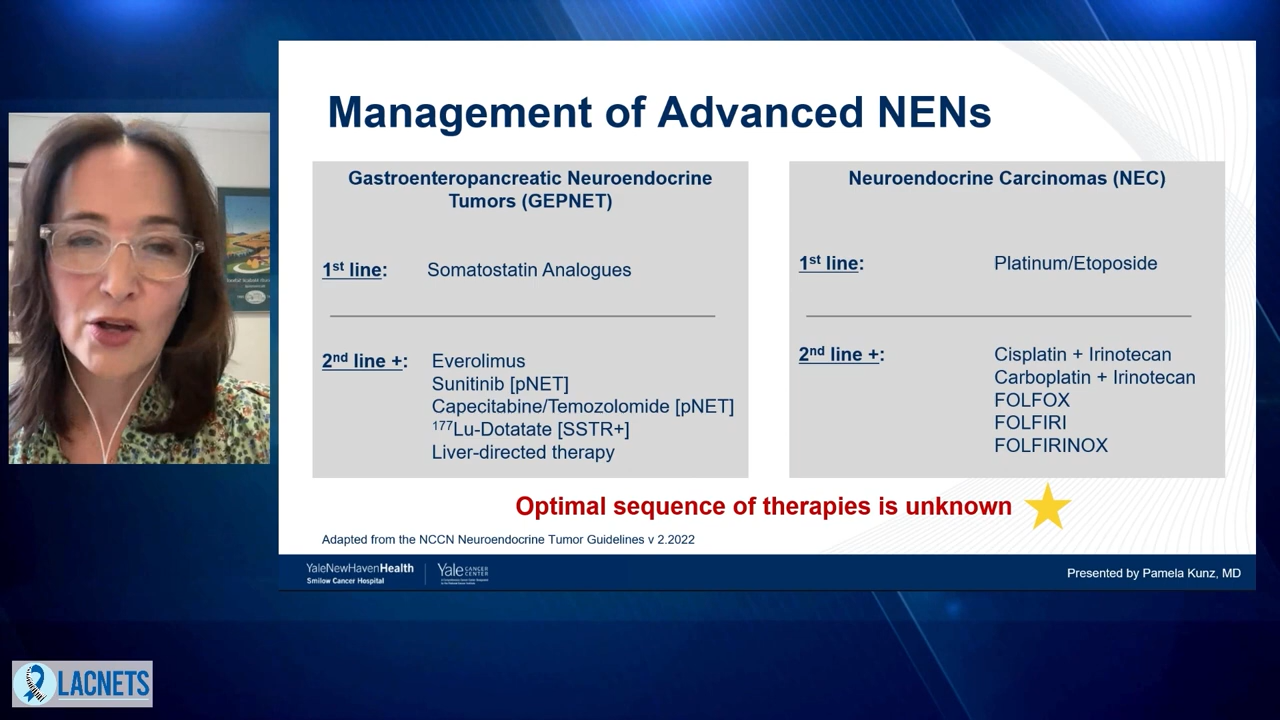 Management of Advanced NENs
Gastroenteropancreatic Neuroendocrine
Tumors (GEPNET)
1st line:
Somatostatin Analogues
2nd line +:
Everolimus
Sunitinib [pNET]
Capecitabine/Temozolomide [pNET]
177Lu-Dotatate [SSTR+]
Liver-directed therapy
Neuroendocrine Carcinomas (NEC)
1st line:
Platinum/Etoposide
2nd line +:
Cisplatin + Irinotecan
Carboplatin + Irinotecan
FOLFOX
FOLFIRI
FOLFIRINOX
Optimal sequence of therapies is unknown
Adapted from the NCCN Neuroendocrine Tumor Guidelines v 2.2022
YaleNewHavenHealth
Smilow Cancer Hospital
Yale CANCER
CENTER
Presented by Pamela Kunz, MD
LACNETS